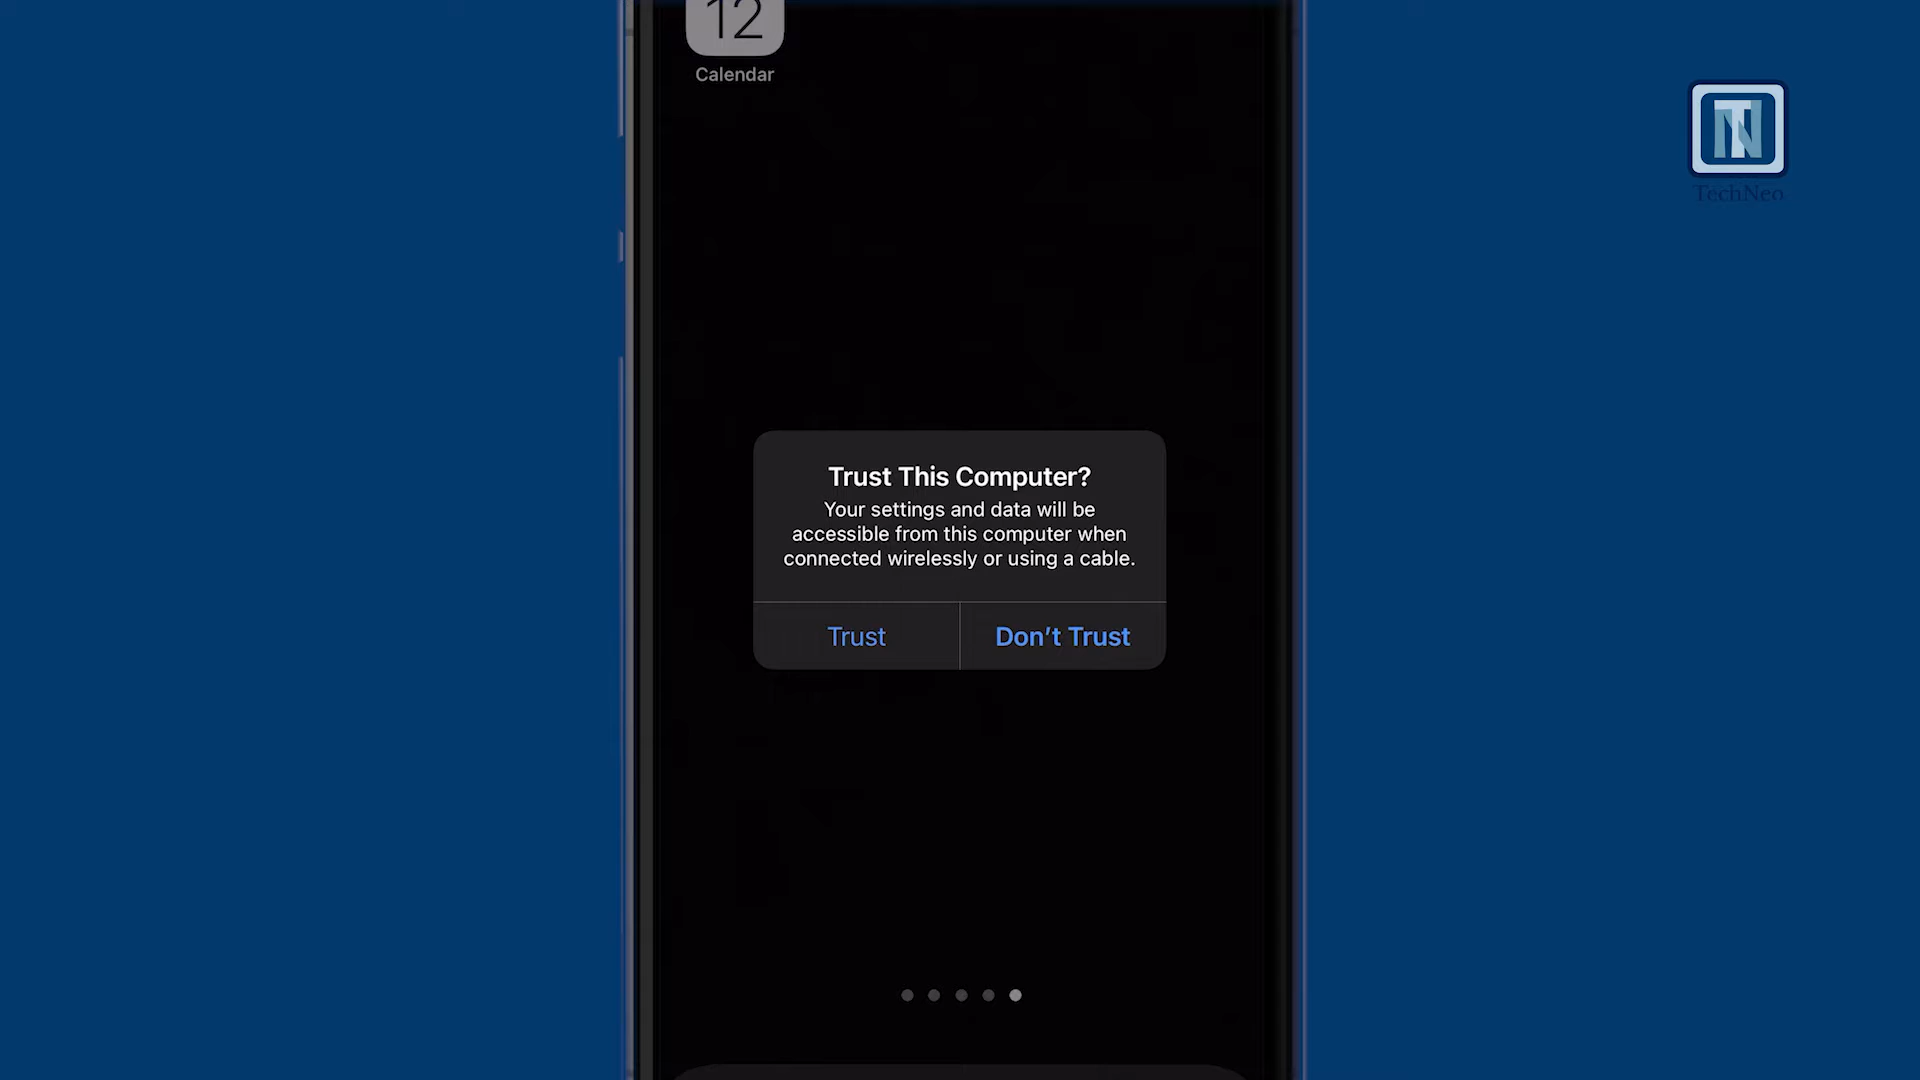 12
Calendar
TN
TechNeo
Trust This Computer?
Your settings and data will be
accessible from this computer when
connected wirelessly or using a cable.
Trust
Don’t Trust